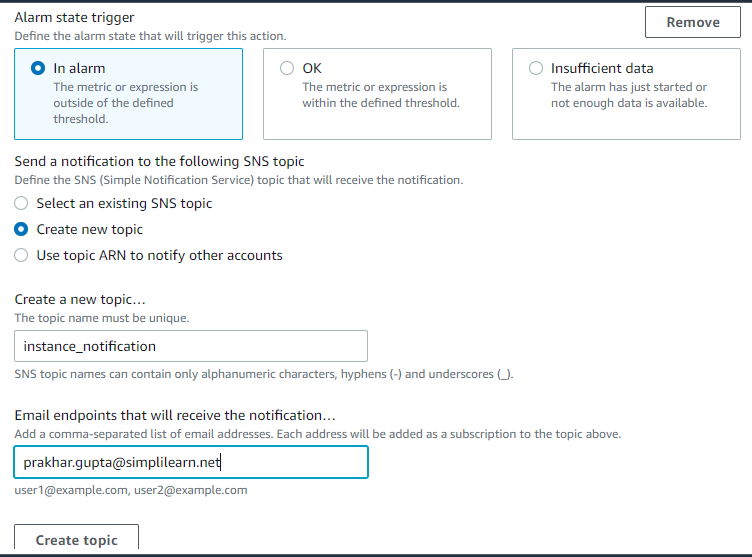 Alarm state trigger
Remove
Define the alarm state that will trigger this action.
In alarm
The metric or expression is
outside of the defined
threshold.
OK
The metric or expression is
within the defined threshold.
Insufficient data
The alarm has just started or
not enough data is available.
Send a notification to the following SNS topic
Define the SNS (Simple Notification Service) topic that will receive the notification.
Select an existing SNS topic
Create new topic
Use topic ARN to notify other accounts
Create a new topic...
The topic name must be unique.
instance_notification
SNS topic names can contain only alphanumeric characters, hyphens (-) and underscores (_).
Email endpoints that will receive the notification...
Add a comma-separated list of email addresses. Each address will be added as a subscription to the topic above.
prakhar.gupta@simplilearn.net
user1@example.com, user2@example.com
Create topic